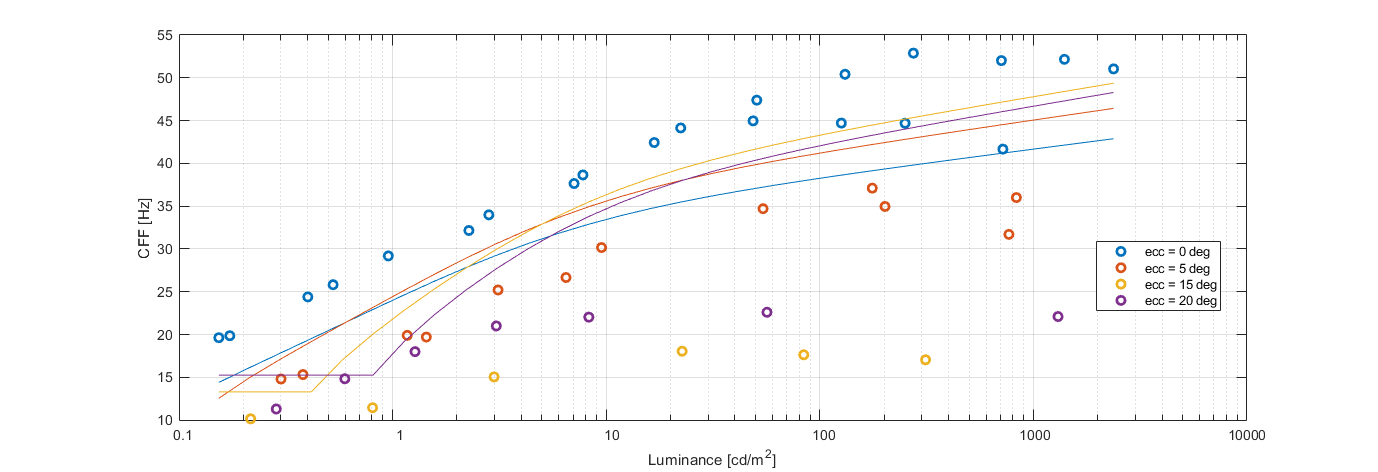 55
50
45
40
35
30
25
20
15
10
CFF [Hz]
0.1 1 10 100 1000 10000
Luminance [cd/m²]
ecc = 0 deg
ecc = 5 deg
ecc = 15 deg
ecc = 20 deg